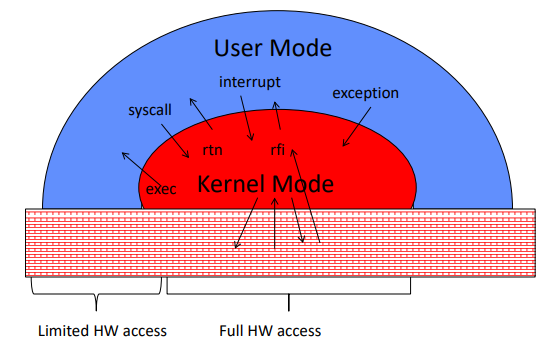 User Mode
interrupt
exception
syscall
rtn
rfi
exec
Kernel Mode
Limited HW access
Full HW access